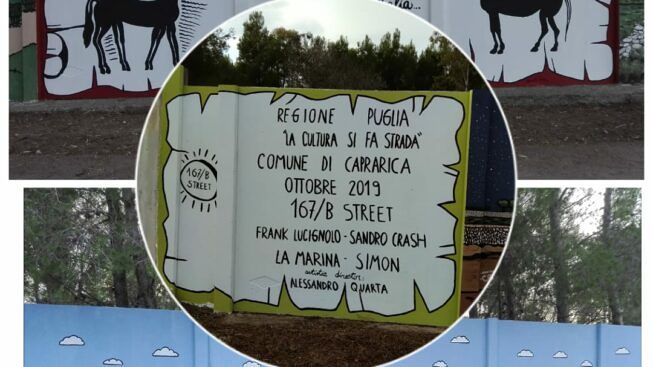 REGIONE PUGLIA
"LA CULTURA SI FA STRADA"
COMUNE DI CAPRARICA
OTTOBRE 2019
167/B STREET
FRANK LUCIGNOLO - SANDRO CRASH
LA MARINA - SIMON
artistic director:
ALESSANDRO QUARTA
167/B
STREET